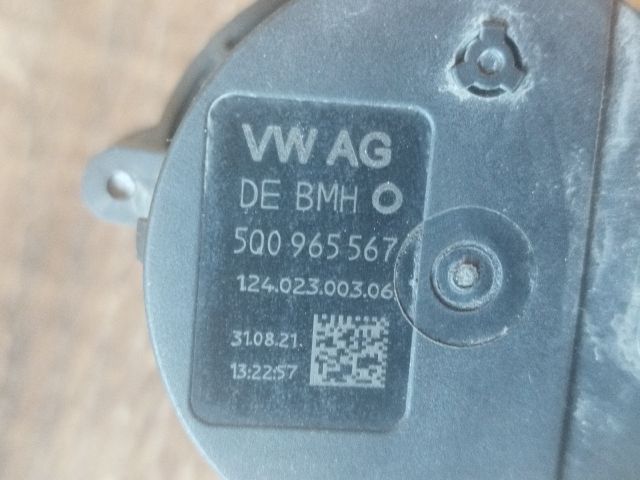 VW AG
DE BMH O
5Q0 965 567
124.023.003.06
31.08.21.
13:22:57